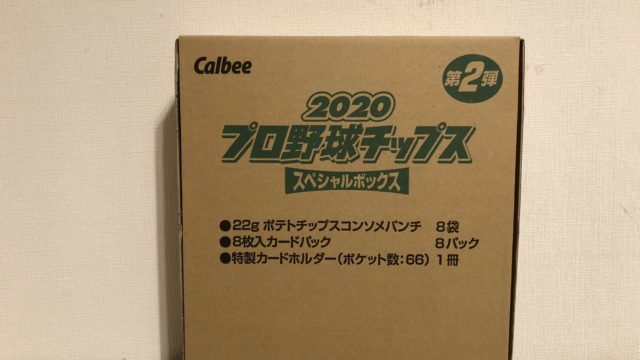 Calbee
第2弾
2020
プロ野球チップス
スペシャルボックス
●22g ポテトチップスコンソメパンチ 8袋
●8枚入カードパック 8パック
●特製カードホルダー(ポケット数:66) 1冊